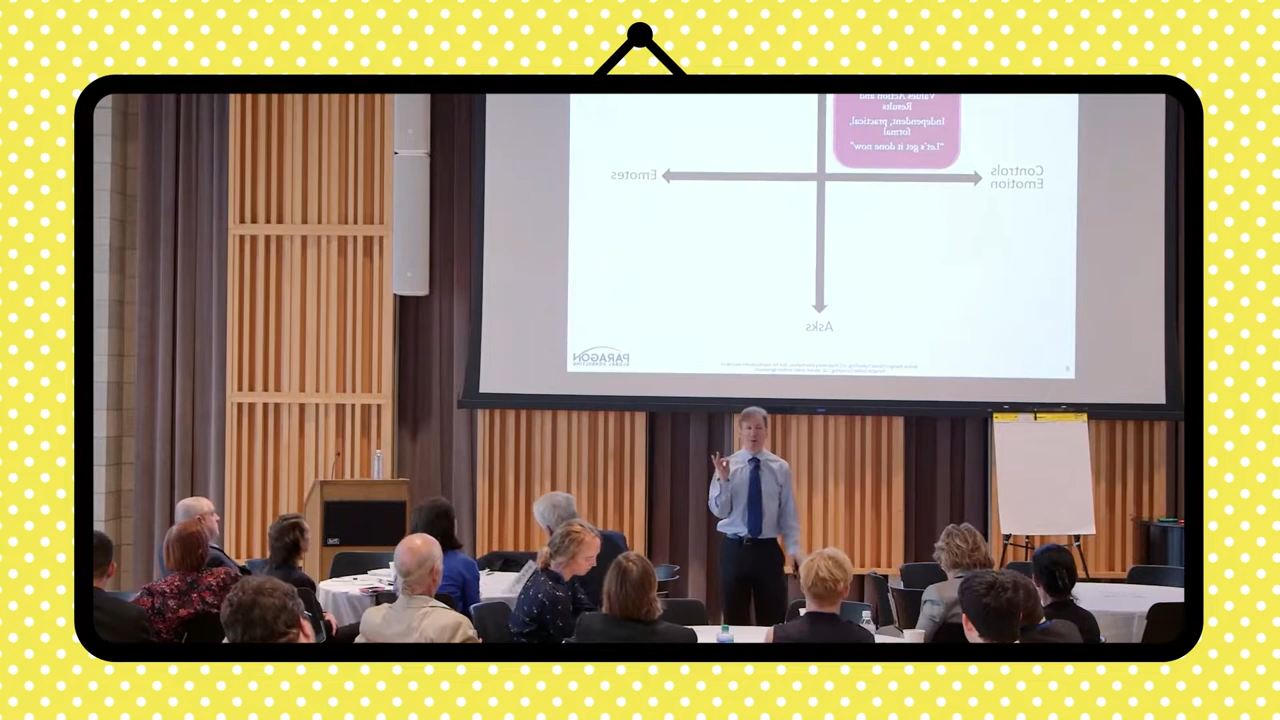 Values Action and
Results
Independent, practical,
formal
"Let's get it done now"
Emotes
Controls
Emotion
Asks
PARAGON
GLOBAL CONSULTING